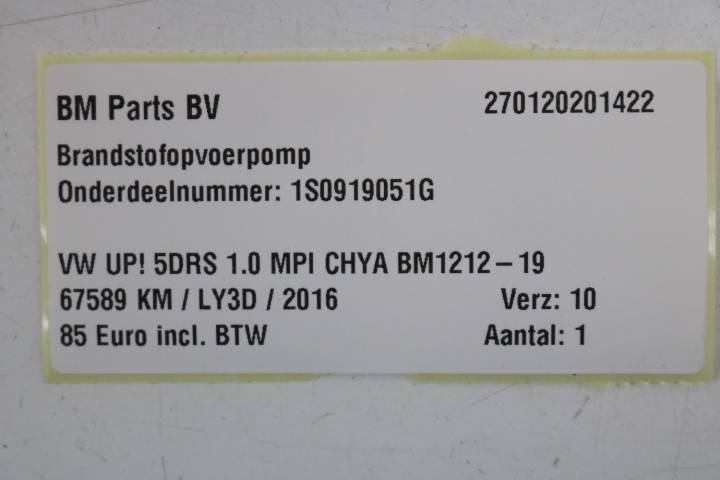 BM Parts BV 270120201422
Brandstofopvoerpomp
Onderdeelnummer: 1S0919051G
VW UP! 5DRS 1.0 MPI CHYA BM1212 – 19
67589 KM / LY3D / 2016 Verz: 10
85 Euro incl. BTW Aantal: 1